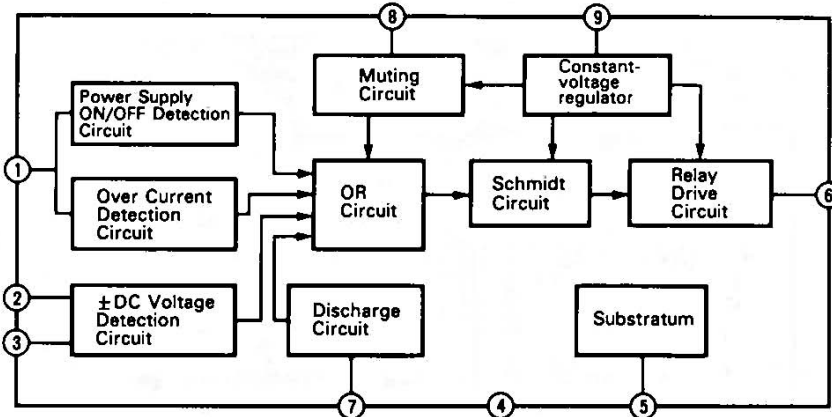 8
9
Muting
Circuit
Constant-
voltage
regulator
Power Supply
ON/OFF Detection
Circuit
1
Over Current
Detection
Circuit
OR
Circuit
Schmidt
Circuit
Relay
Drive
Circuit
6
2
3
±DC Voltage
Detection
Circuit
Discharge
Circuit
Substratum
7
4
5